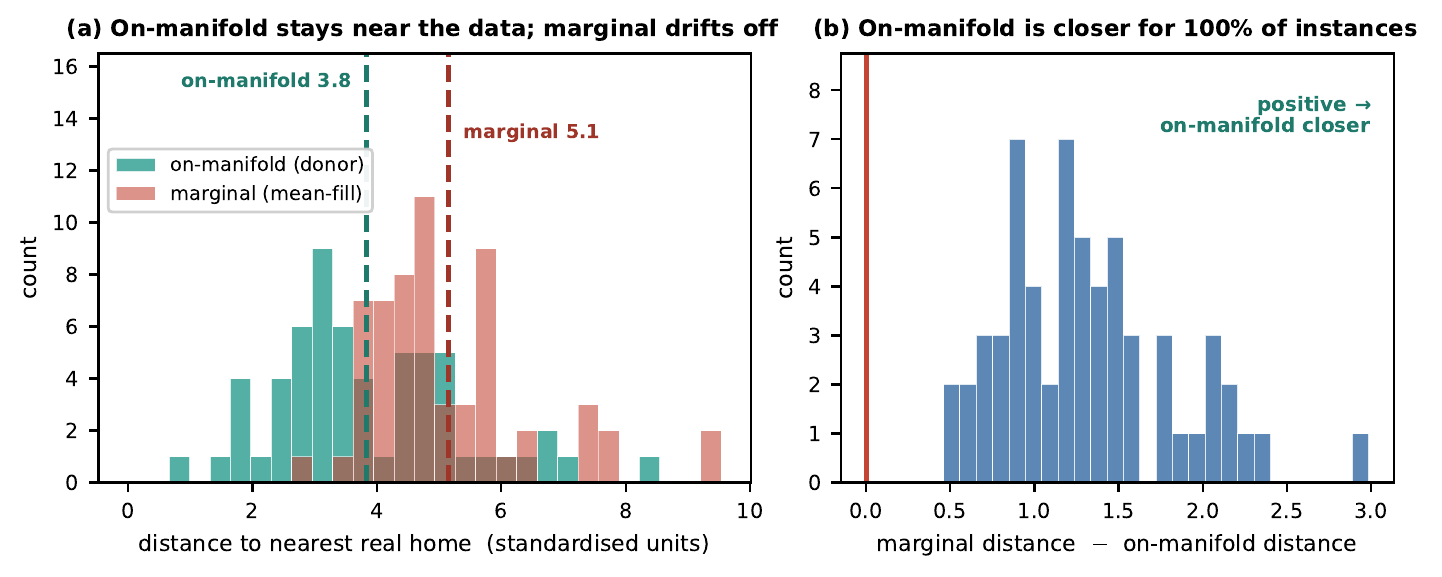 (a) On-manifold stays near the data; marginal drifts off
on-manifold 3.8
marginal 5.1
on-manifold (donor)
marginal (mean-fill)
count
16
14
12
10
8
6
4
2
0
0 2 4 6 8 10
distance to nearest real home (standardised units)
(b) On-manifold is closer for 100% of instances
positive →
on-manifold closer
count
8
7
6
5
4
3
2
1
0
0.0 0.5 1.0 1.5 2.0 2.5 3.0
marginal distance − on-manifold distance